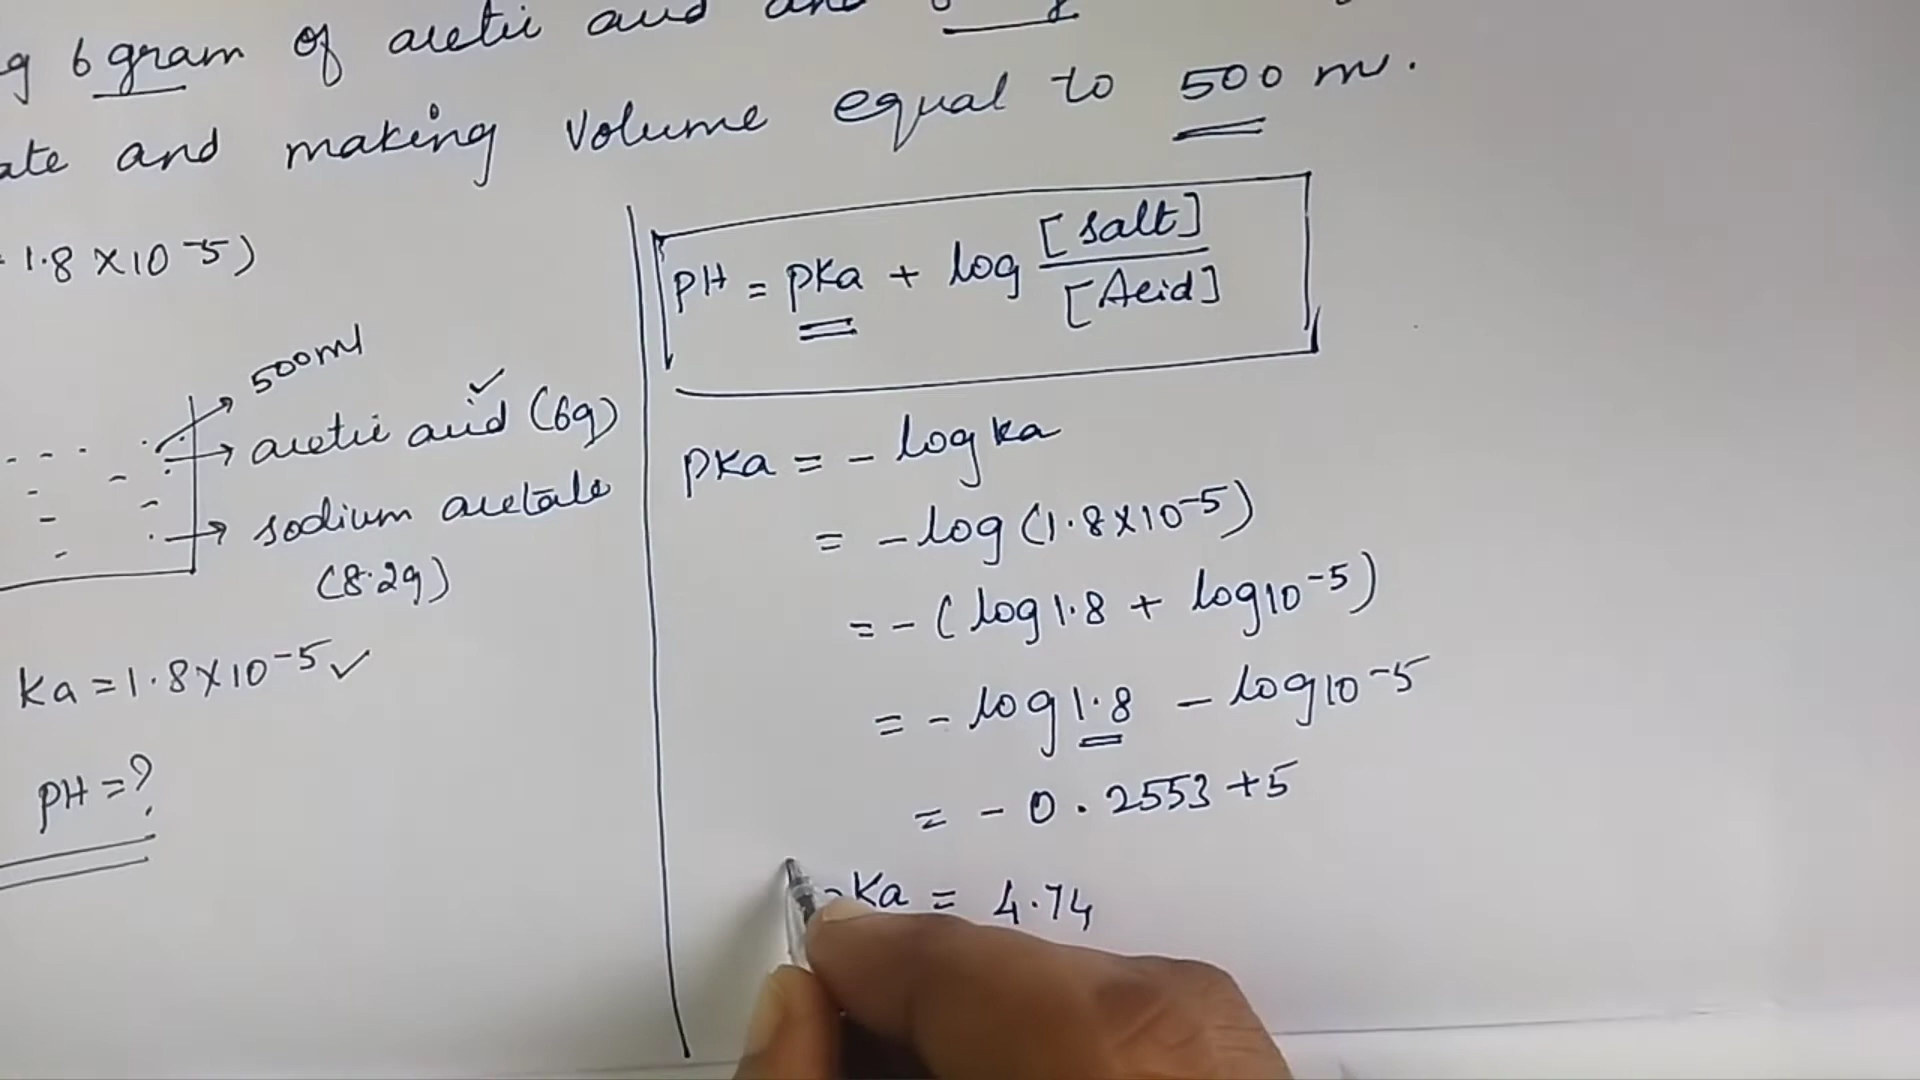 6 gram of acetic acid and
and making volume equal to 500 ml.
1.8 × 10⁻⁵)
500ml
acetic acid (6g)
sodium acetate
(8.2g)
Ka = 1.8 × 10⁻⁵ ✓
pH = ?
pH = pKa + log [salt] / [Acid]
pKa = - log ka
= - log (1.8 × 10⁻⁵)
= - (log 1.8 + log 10⁻⁵)
= - log 1.8 - log 10⁻⁵
= - 0.2553 + 5
Ka = 4.74